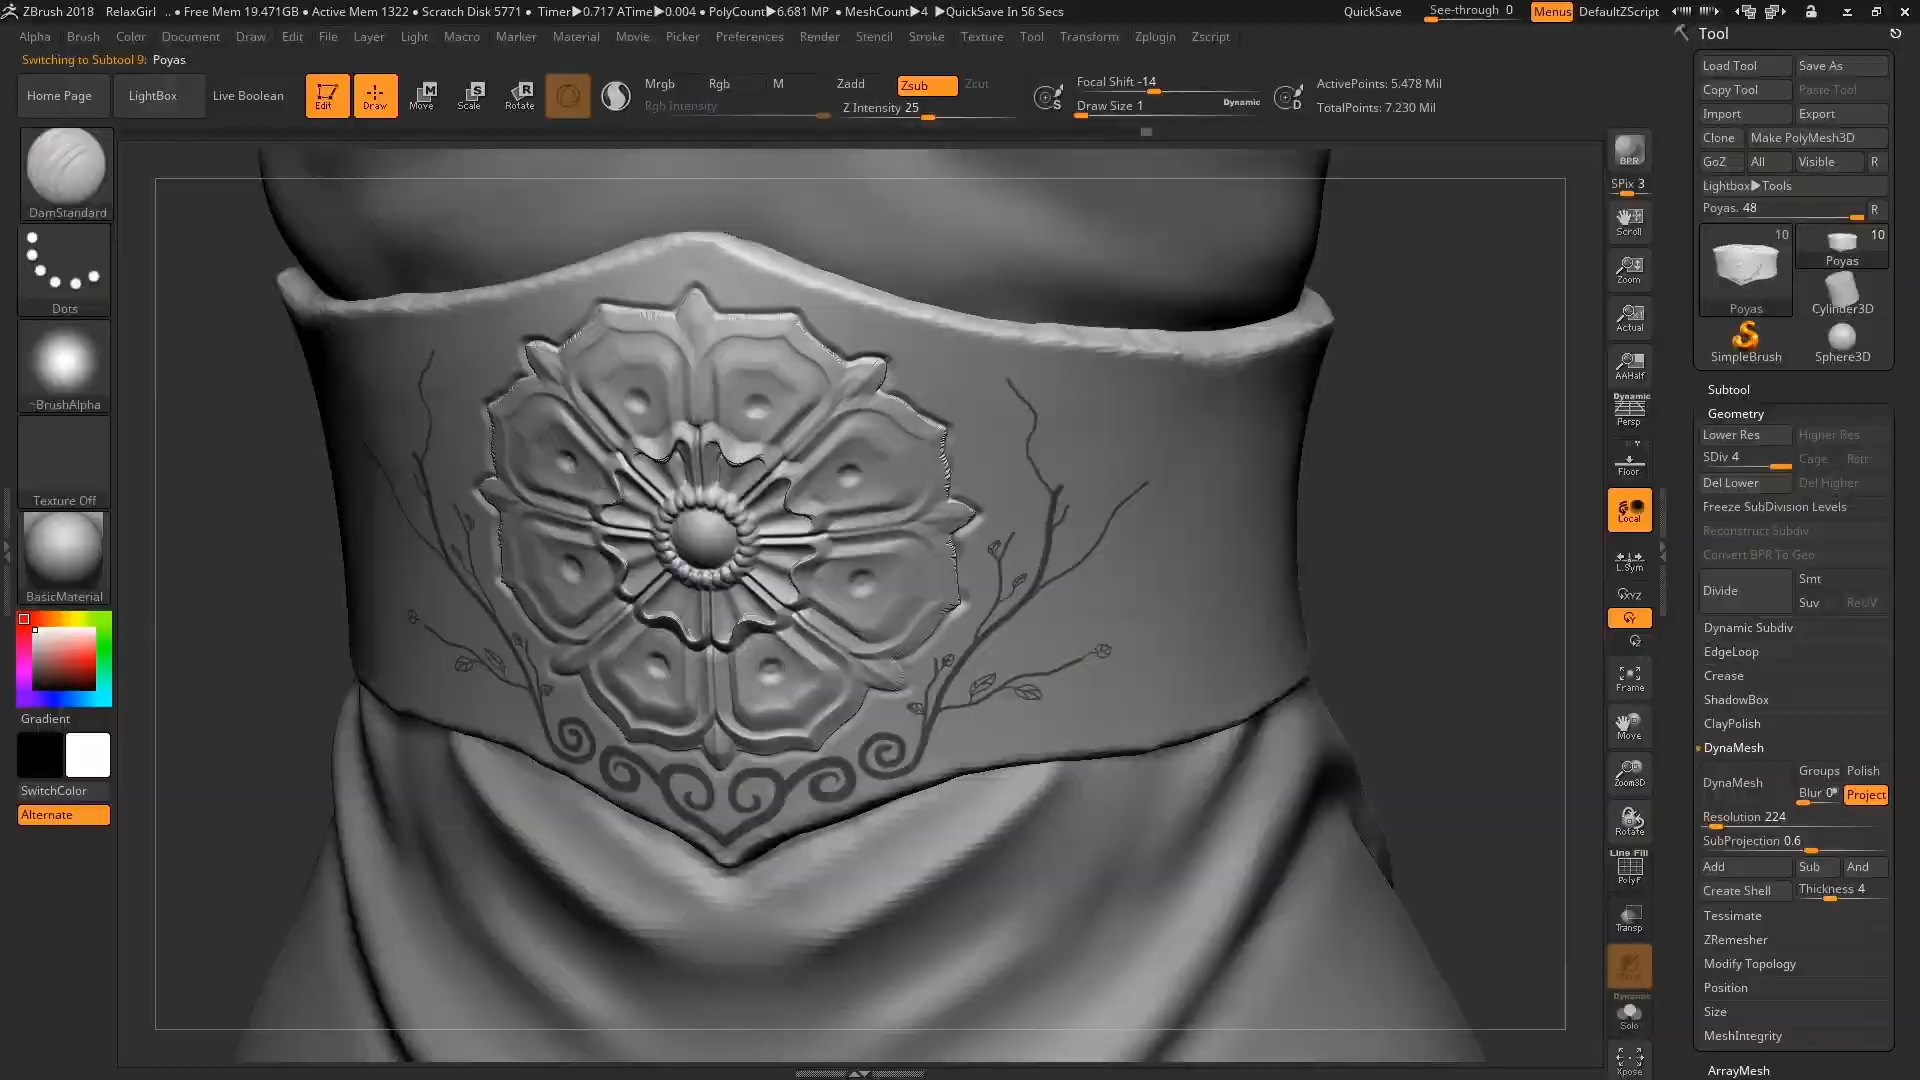 ZBrush 2018 RelaxGirl .. • Free Mem 19.471GB • Active Mem 1322 • Scratch Disk 5771 • Timer▶0.717 ATime▶0.004 • PolyCount▶6.681 MP • MeshCount▶4 ▶QuickSave In 56 Secs QuickSave See-through 0 Menus DefaultZScript
Alpha Brush Color Document Draw Edit File Layer Light Macro Marker Material Movie Picker Preferences Render Stencil Stroke Texture Tool Transform Zplugin Zscript
Switching to Subtool 9: Poyas
Home Page LightBox Live Boolean Edit Draw Move Scale Rotate
Mrgb Rgb M Zadd Zsub Zcut
Rgb Intensity Z Intensity 25
S Focal Shift -14
Draw Size 1 Dynamic D
ActivePoints: 5.478 Mil
TotalPoints: 7.230 Mil
DamStandard
Dots
~BrushAlpha
Texture Off
BasicMaterial
Gradient
SwitchColor
Alternate
BPR
SPix 3
Scroll
Zoom
Actual
AAHalf
Dynamic
Persp
Floor
Local
L.Sym
XYZ
Y
Z
Frame
Move
Zoom3D
Rotate
Line Fill
PolyF
Transp
Dynamic
Solo
Xpose
Tool
Load Tool Save As
Copy Tool Paste Tool
Import Export
Clone Make PolyMesh3D
GoZ All Visible R
Lightbox▶Tools
Poyas. 48 R
10 10
Poyas
Poyas Cylinder3D
SimpleBrush Sphere3D
Subtool
Geometry
Lower Res Higher Res
SDiv 4 Cage Rstr
Del Lower Del Higher
Freeze SubDivision Levels
Reconstruct Subdiv
Convert BPR To Geo
Divide Smt
Suv ReUV
Dynamic Subdiv
EdgeLoop
Crease
ShadowBox
ClayPolish
DynaMesh
DynaMesh Groups Polish
Blur 0 Project
Resolution 224
SubProjection 0.6
Add Sub And
Create Shell Thickness 4
Tessimate
ZRemesher
Modify Topology
Position
Size
MeshIntegrity
ArrayMesh